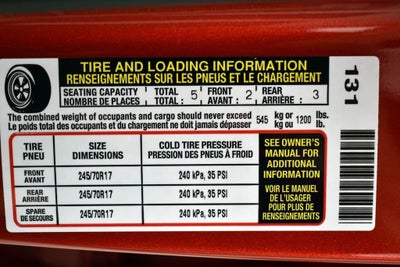 TIRE AND LOADING INFORMATION
RENSEIGNEMENTS SUR LES PNEUS ET LE CHARGEMENT
SEATING CAPACITY TOTAL 5 FRONT 2 REAR 3
NOMBRE DE PLACES TOTAL : AVANT : ARRIÈRE :
The combined weight of occupants and cargo should never exceed 545 kg or 1200 lbs.
Le poids total des occupants et du chargement ne doit jamais dépasser kg ou lb.
TIRE
PNEU
SIZE
DIMENSIONS
COLD TIRE PRESSURE
PRESSION DES PNEUS À FROID
FRONT
AVANT
245/70R17
240 kPa, 35 PSI
REAR
ARRIÈRE
245/70R17
240 kPa, 35 PSI
SPARE
DE SECOURS
245/70R17
240 kPa, 35 PSI
SEE OWNER'S
MANUAL FOR
ADDITIONAL
INFORMATION
VOIR LE MANUEL
DE L'USAGER
POUR PLUS DE
RENSEIGNEMENTS
131